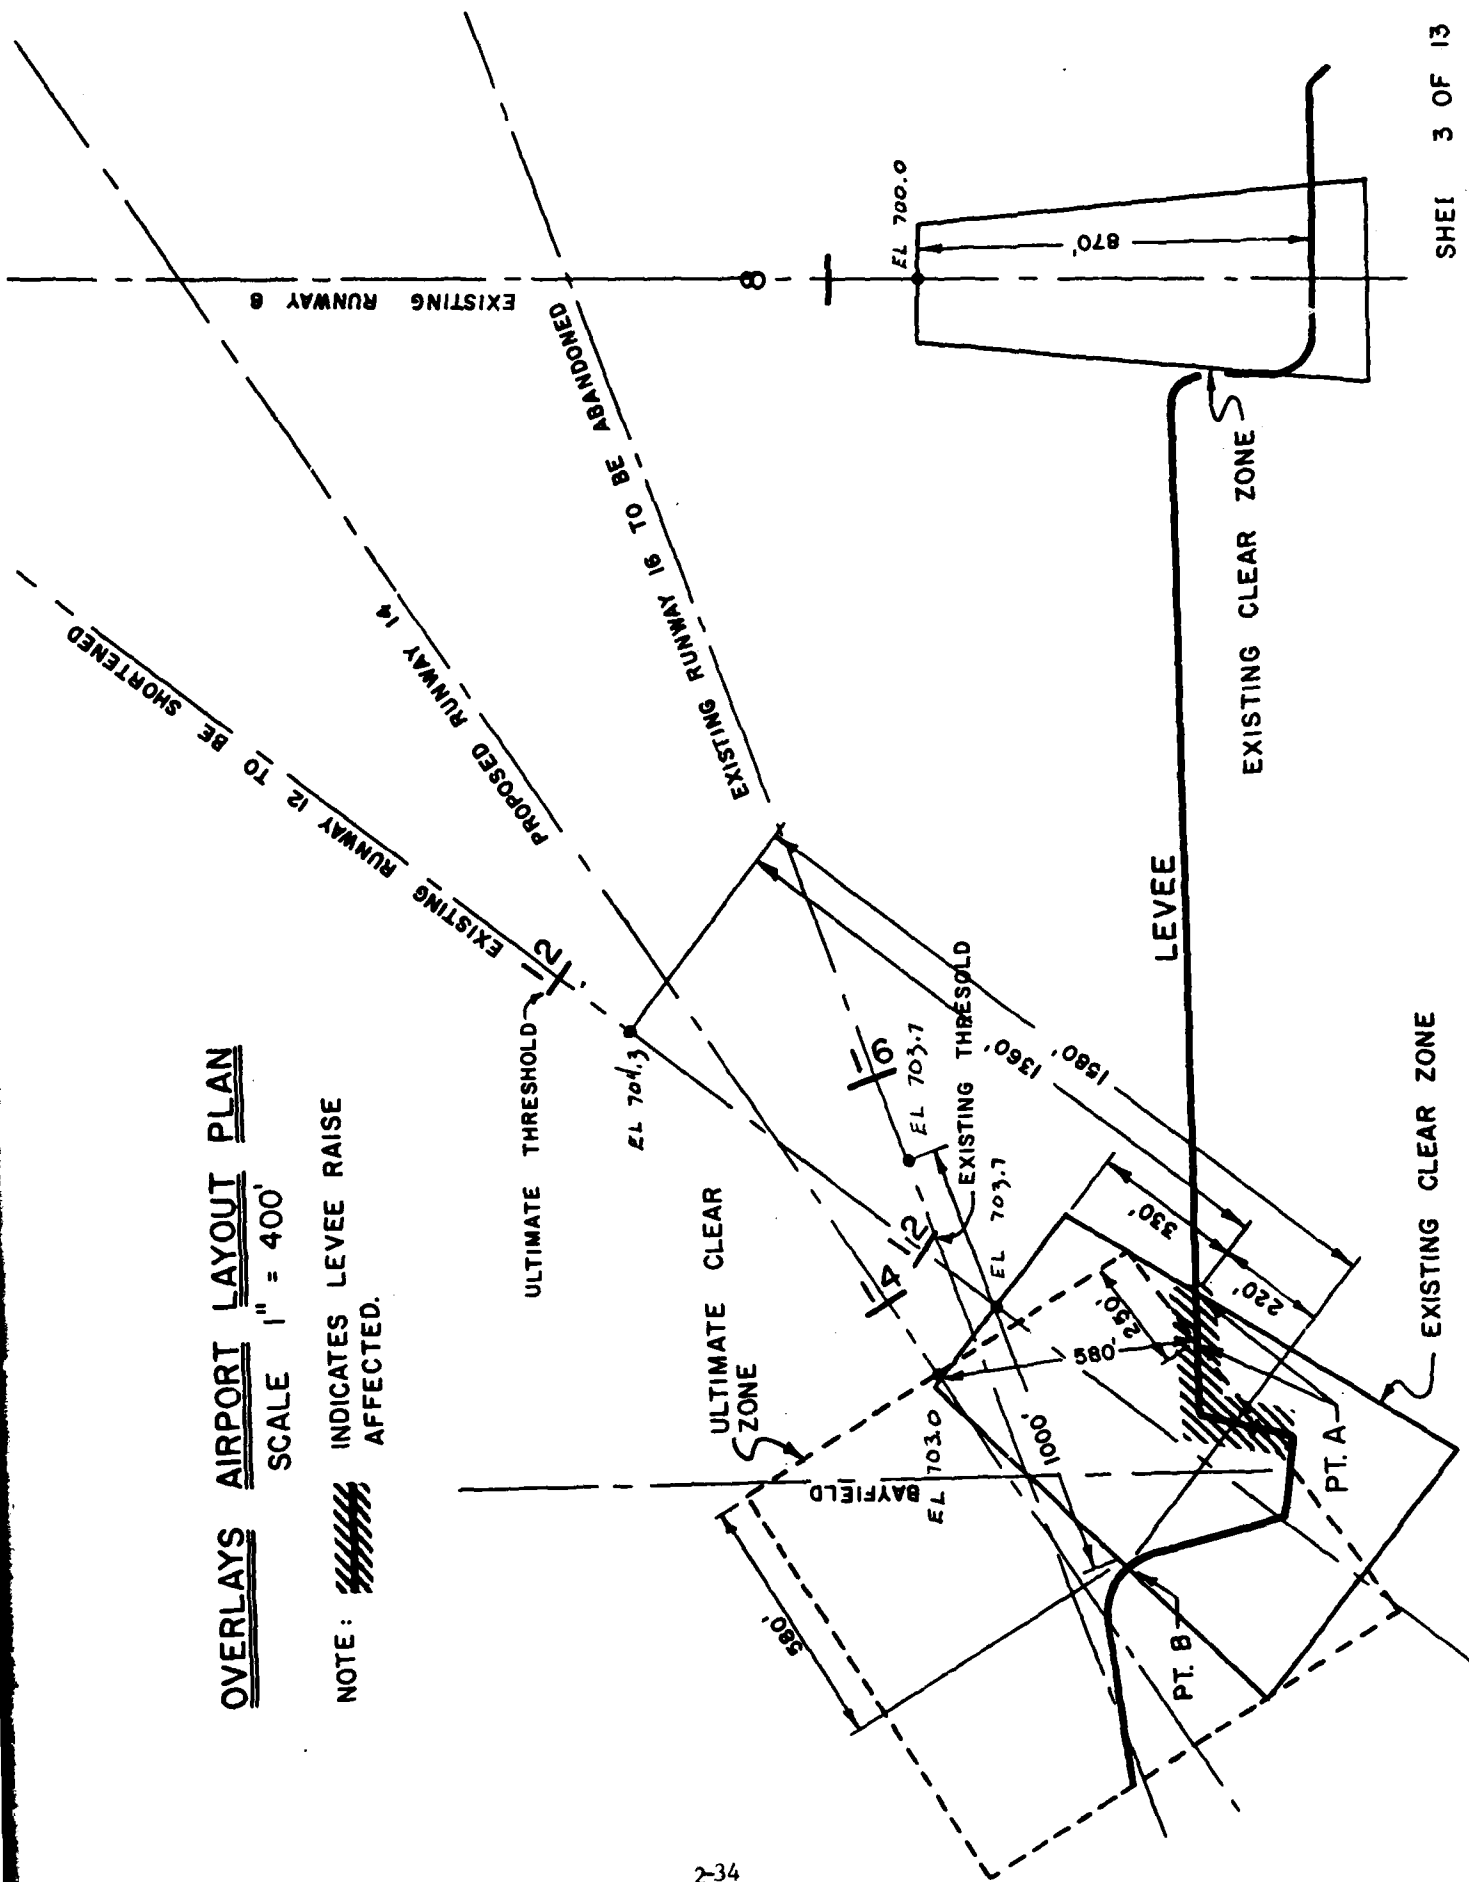 OVERLAYS AIRPORT LAYOUT PLAN
SCALE 1" = 400'
NOTE: INDICATES LEVEE RAISE
AFFECTED.
EXISTING RUNWAY 12 TO BE SHORTENED
PROPOSED RUNWAY 14
EXISTING RUNWAY 16 TO BE ABANDONED
EXISTING RUNWAY 8
8
EL 700.0
870'
ULTIMATE THRESHOLD
12
EL 704.3
16
EL 703.7
EXISTING THRESOLD
12
EL 703.7
14
ULTIMATE CLEAR
ZONE
EL 703.0
BAYFIELD
1360'
1580'
330'
220'
250'
580'
1000'
580'
LEVEE
EXISTING CLEAR ZONE
EXISTING CLEAR ZONE
PT. A
PT. B
SHEE 3 OF 13
2-34